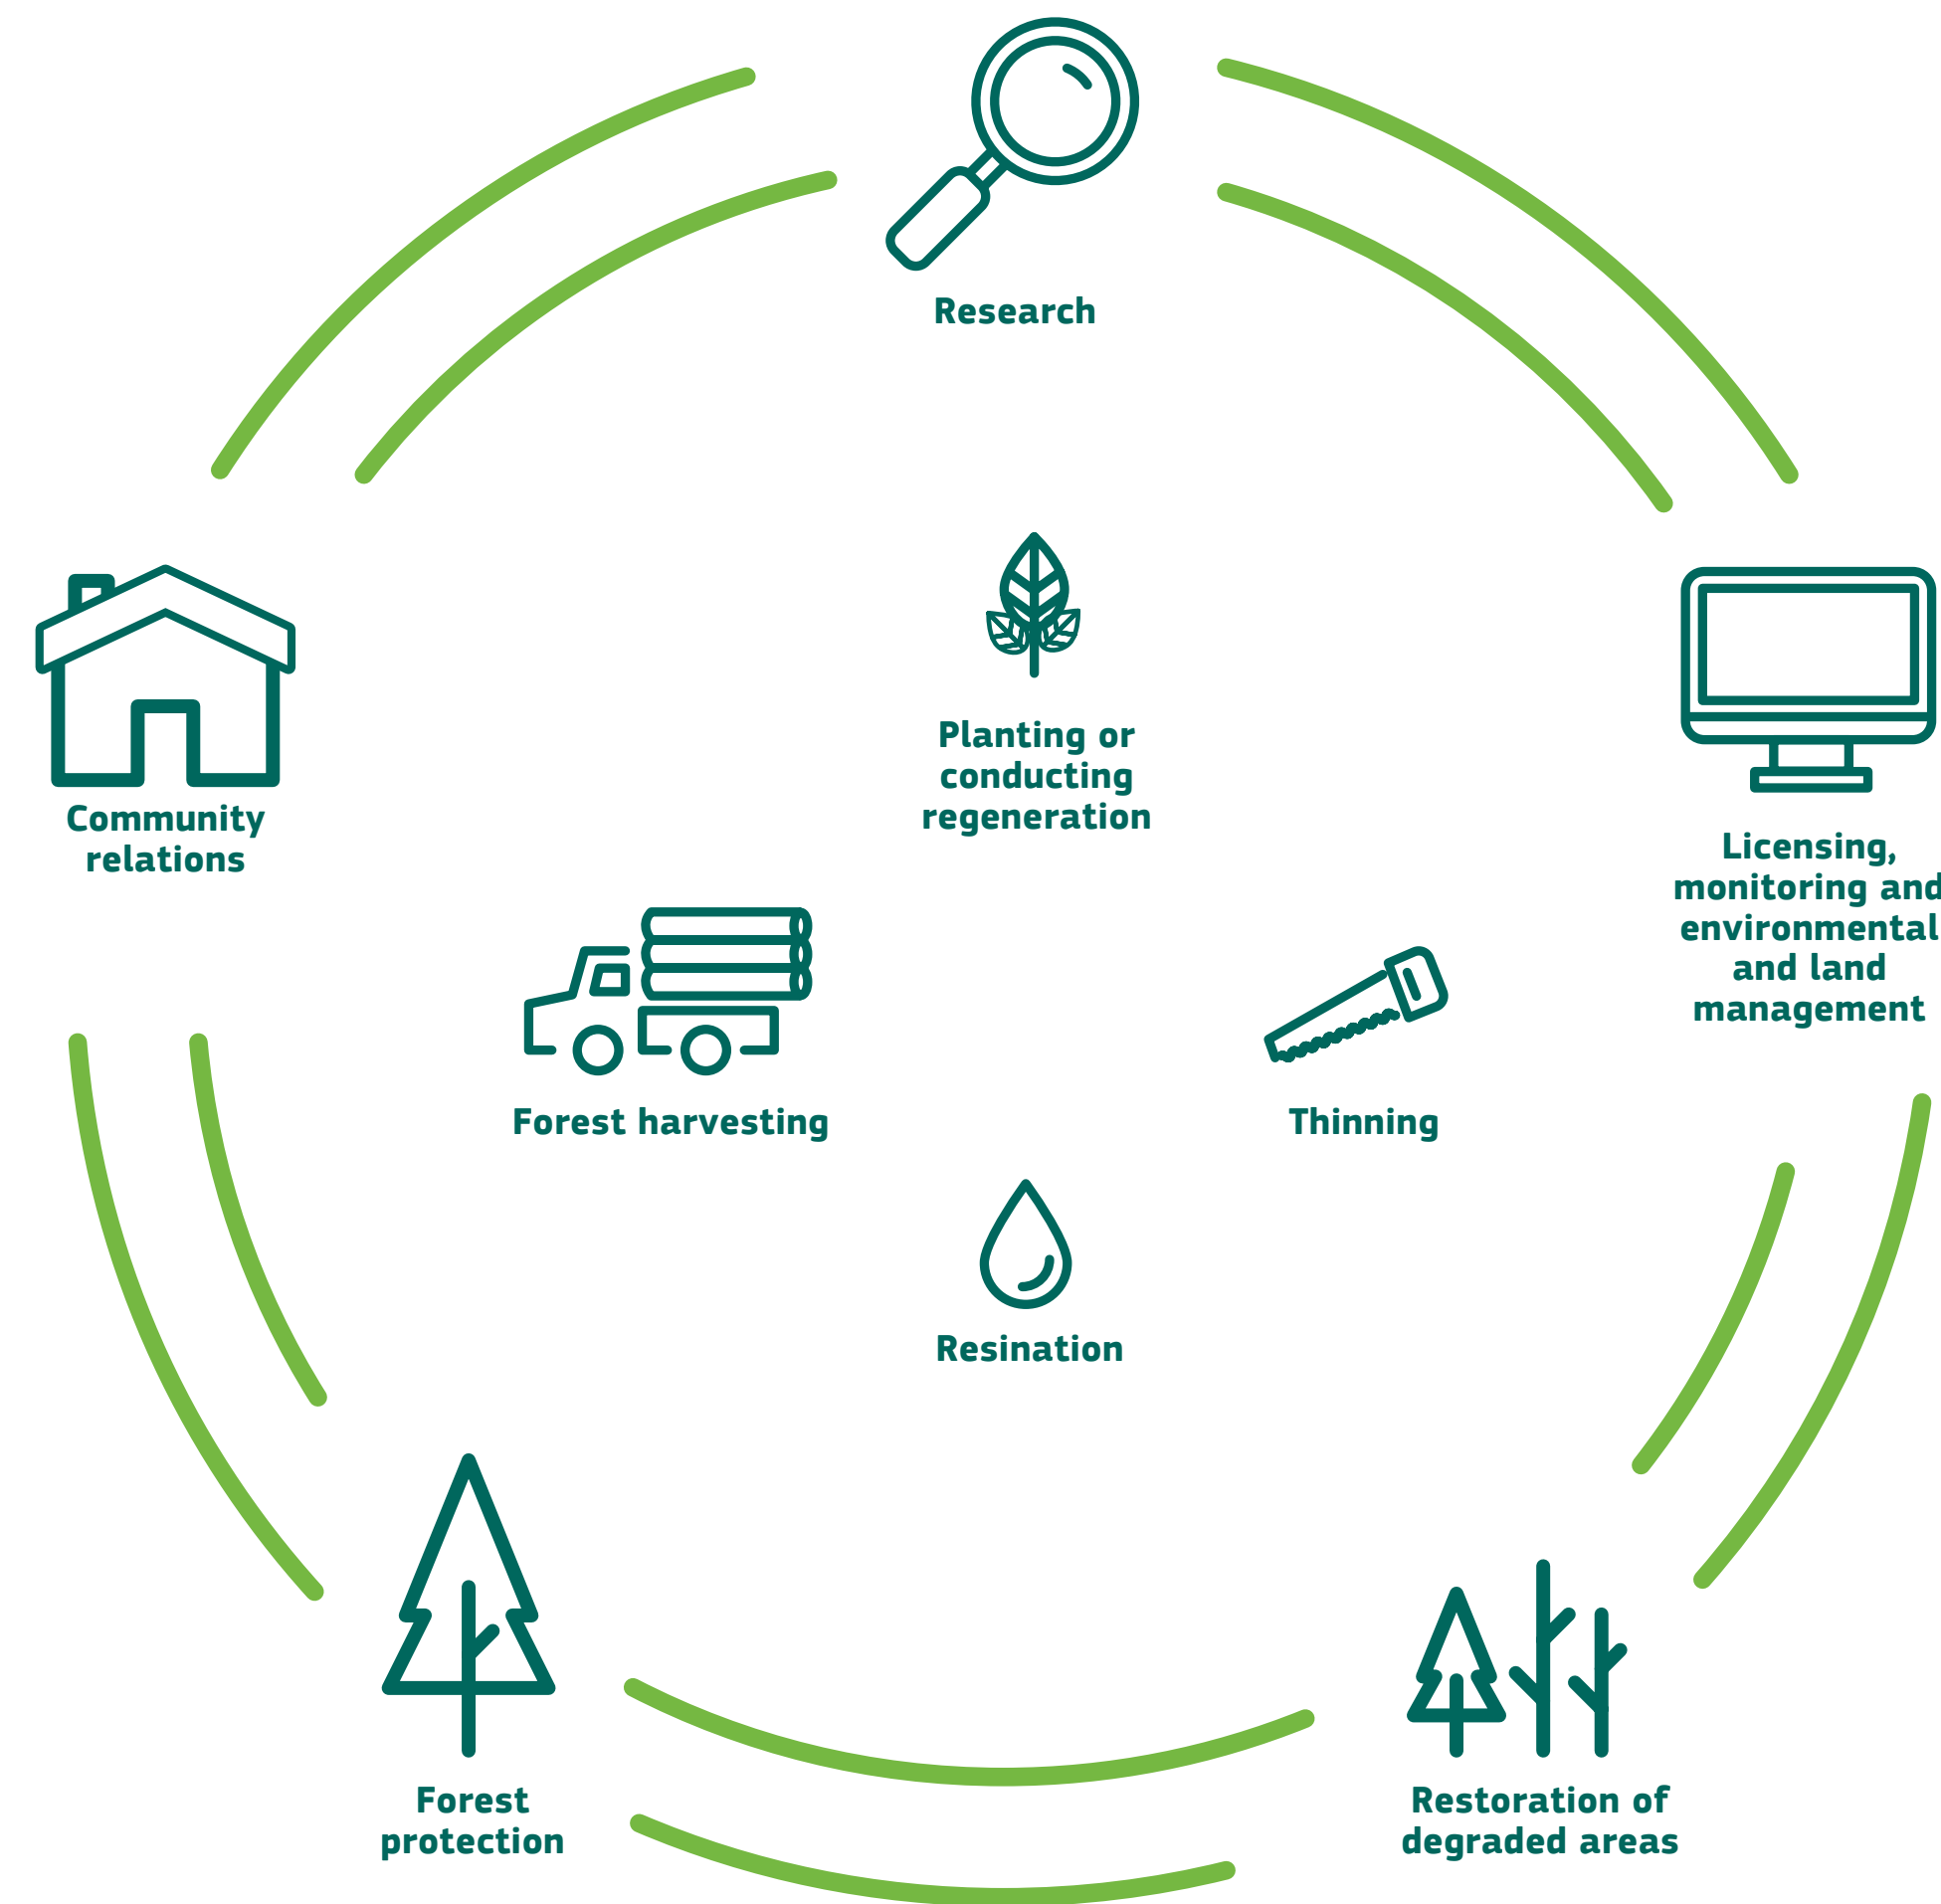 Research
Planting or
conducting
regeneration
Community
relations
Licensing,
monitoring and
environmental
and land
management
Forest harvesting
Thinning
Resination
Forest
protection
Restoration of
degraded areas